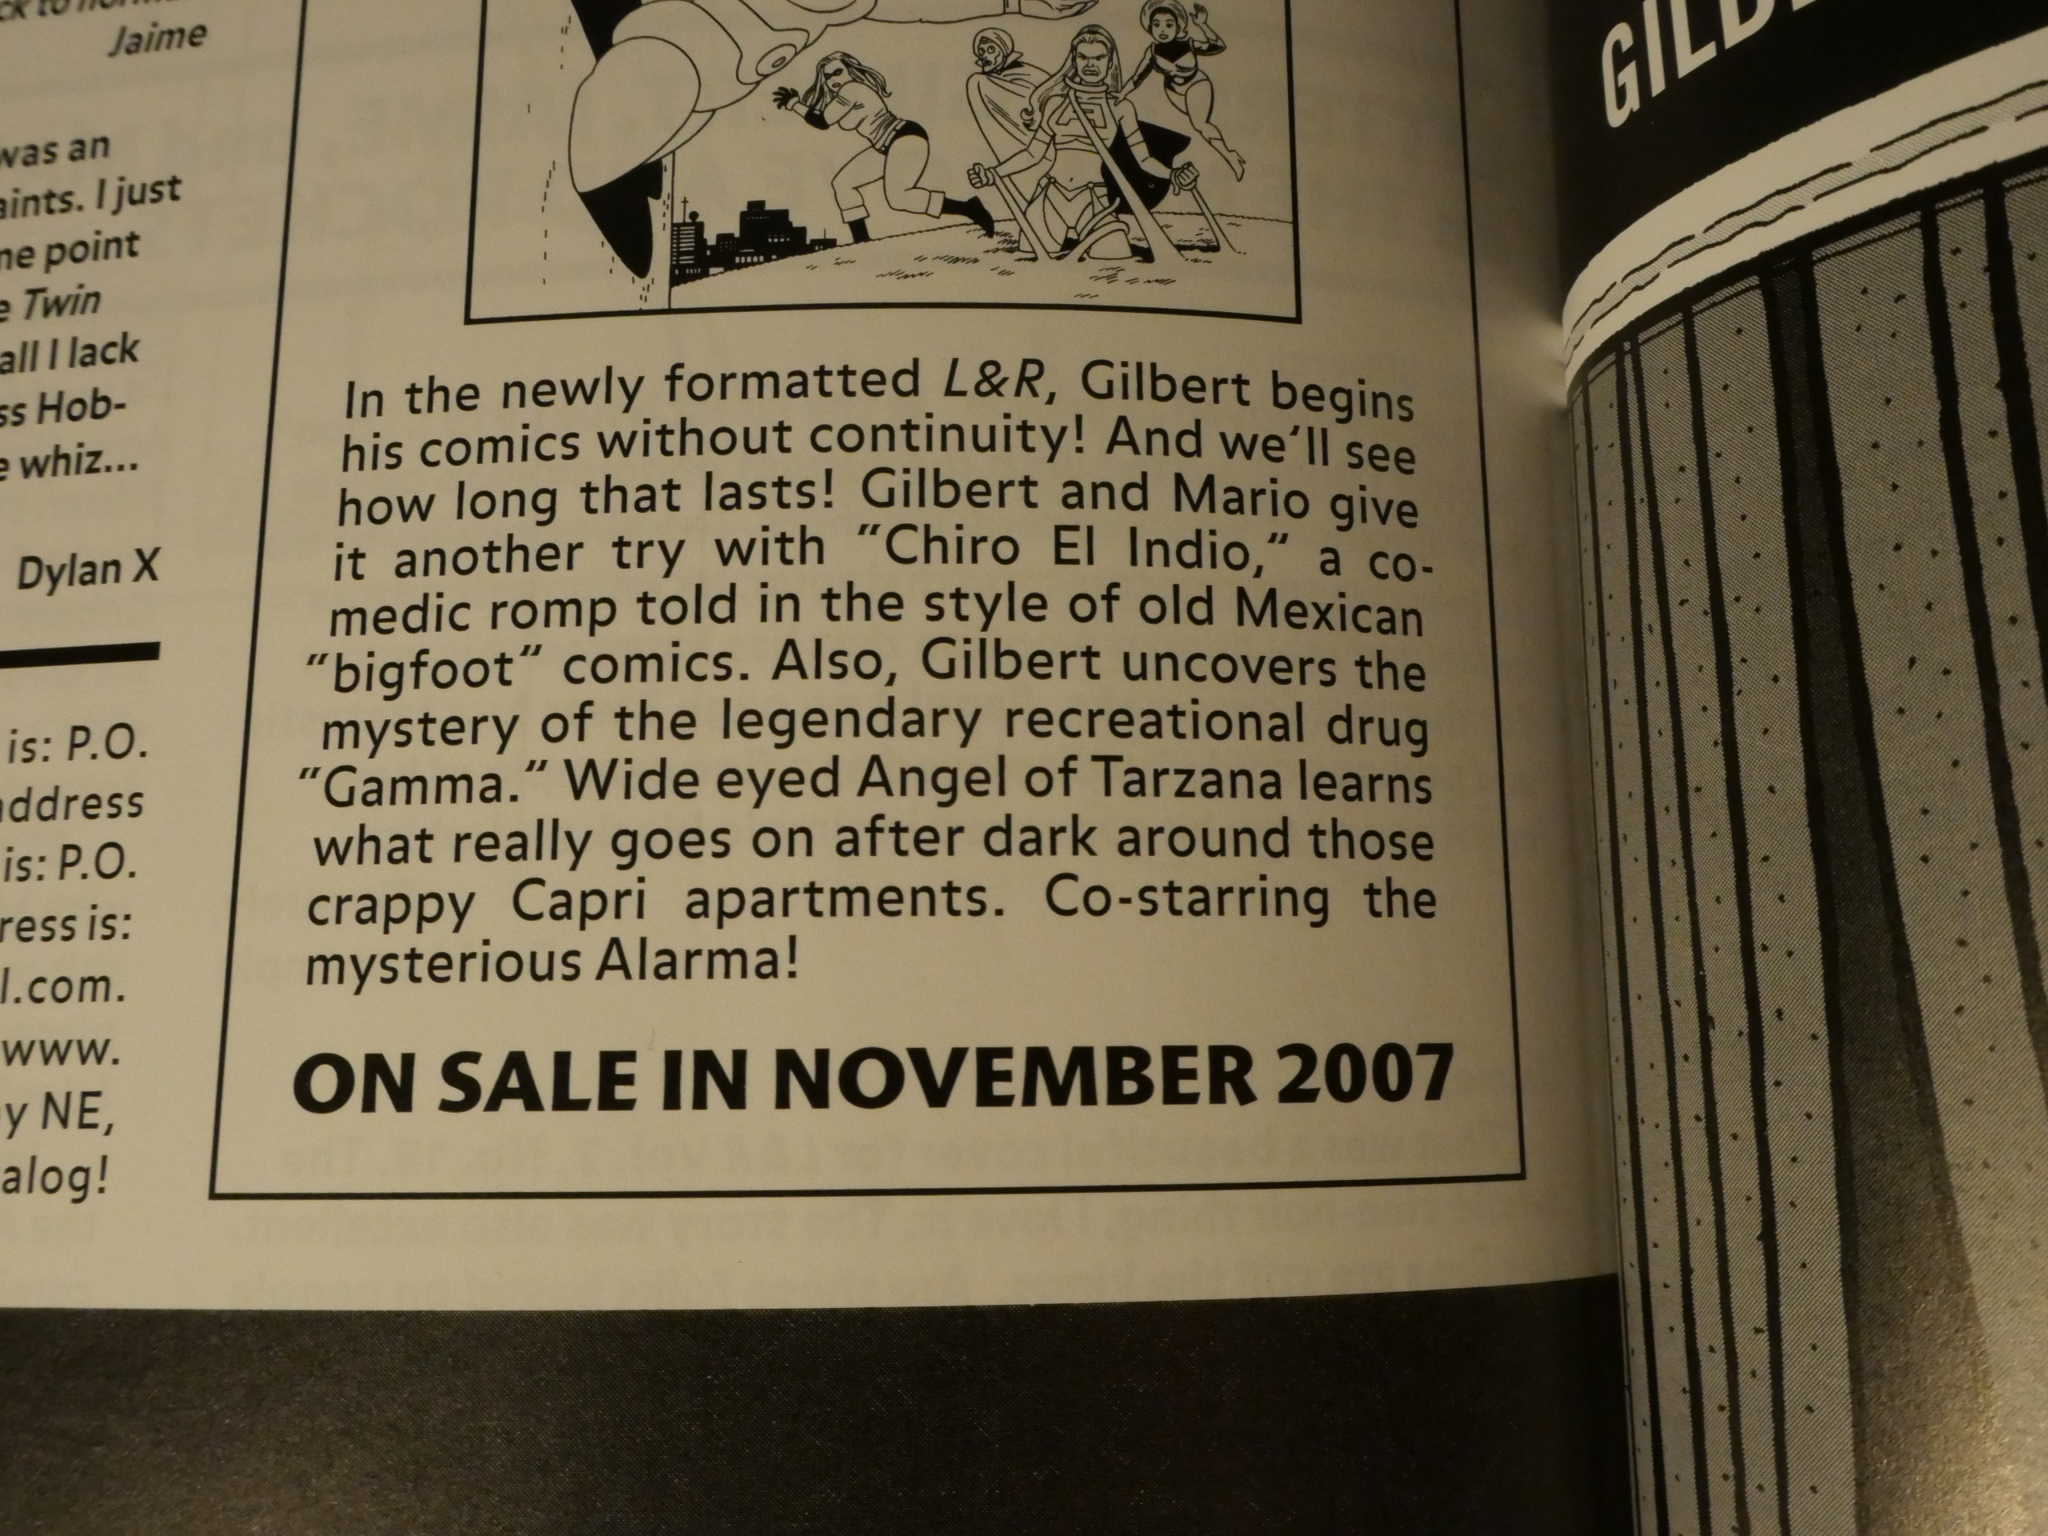 Jaime
was an
aints. I just
ne point
e Twin
all I lack
ss Hob-
e whiz...
Dylan X
is: P.O.
address
is: P.O.
ress is:
l.com.
www.
y NE,
alog!
In the newly formatted L&R, Gilbert begins
his comics without continuity! And we'll see
how long that lasts! Gilbert and Mario give
it another try with "Chiro El Indio," a co-
medic romp told in the style of old Mexican
"bigfoot" comics. Also, Gilbert uncovers the
mystery of the legendary recreational drug
"Gamma." Wide eyed Angel of Tarzana learns
what really goes on after dark around those
crappy Capri apartments. Co-starring the
mysterious Alarma!
ON SALE IN NOVEMBER 2007